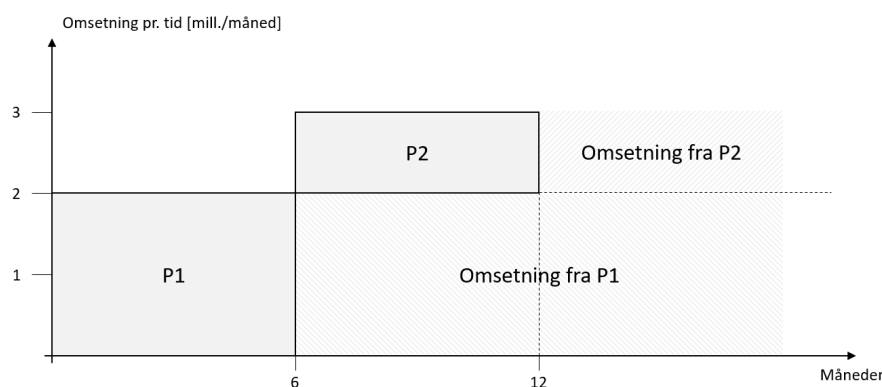 Omsetning pr. tid [mill./måned]
3
P2
Omsetning fra P2
2
1
P1
Omsetning fra P1
6
12
Måneder